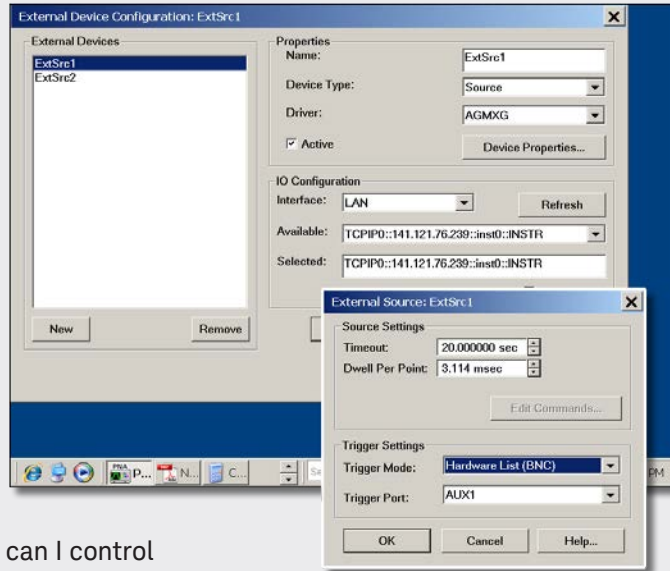 External Device Configuration: ExtSrc1
External Devices
ExtSrc1
ExtSrc2
New
Remove
Properties
Name:
ExtSrc1
Device Type:
Source
Driver:
AGMXG
Active
Device Properties...
IO Configuration
Interface:
LAN
Refresh
Available:
TCPIP0::141.121.76.239::inst0::INSTR
Selected:
TCPIP0::141.121.76.239::inst0::INSTR
External Source: ExtSrc1
Source Settings
Timeout:
20.000000 sec
Dwell Per Point:
3.114 msec
Edit Commands...
Trigger Settings
Trigger Mode:
Hardware List (BNC)
Trigger Port:
AUX1
OK
Cancel
Help...
PNA
P...
N...
C...
PM
can I control